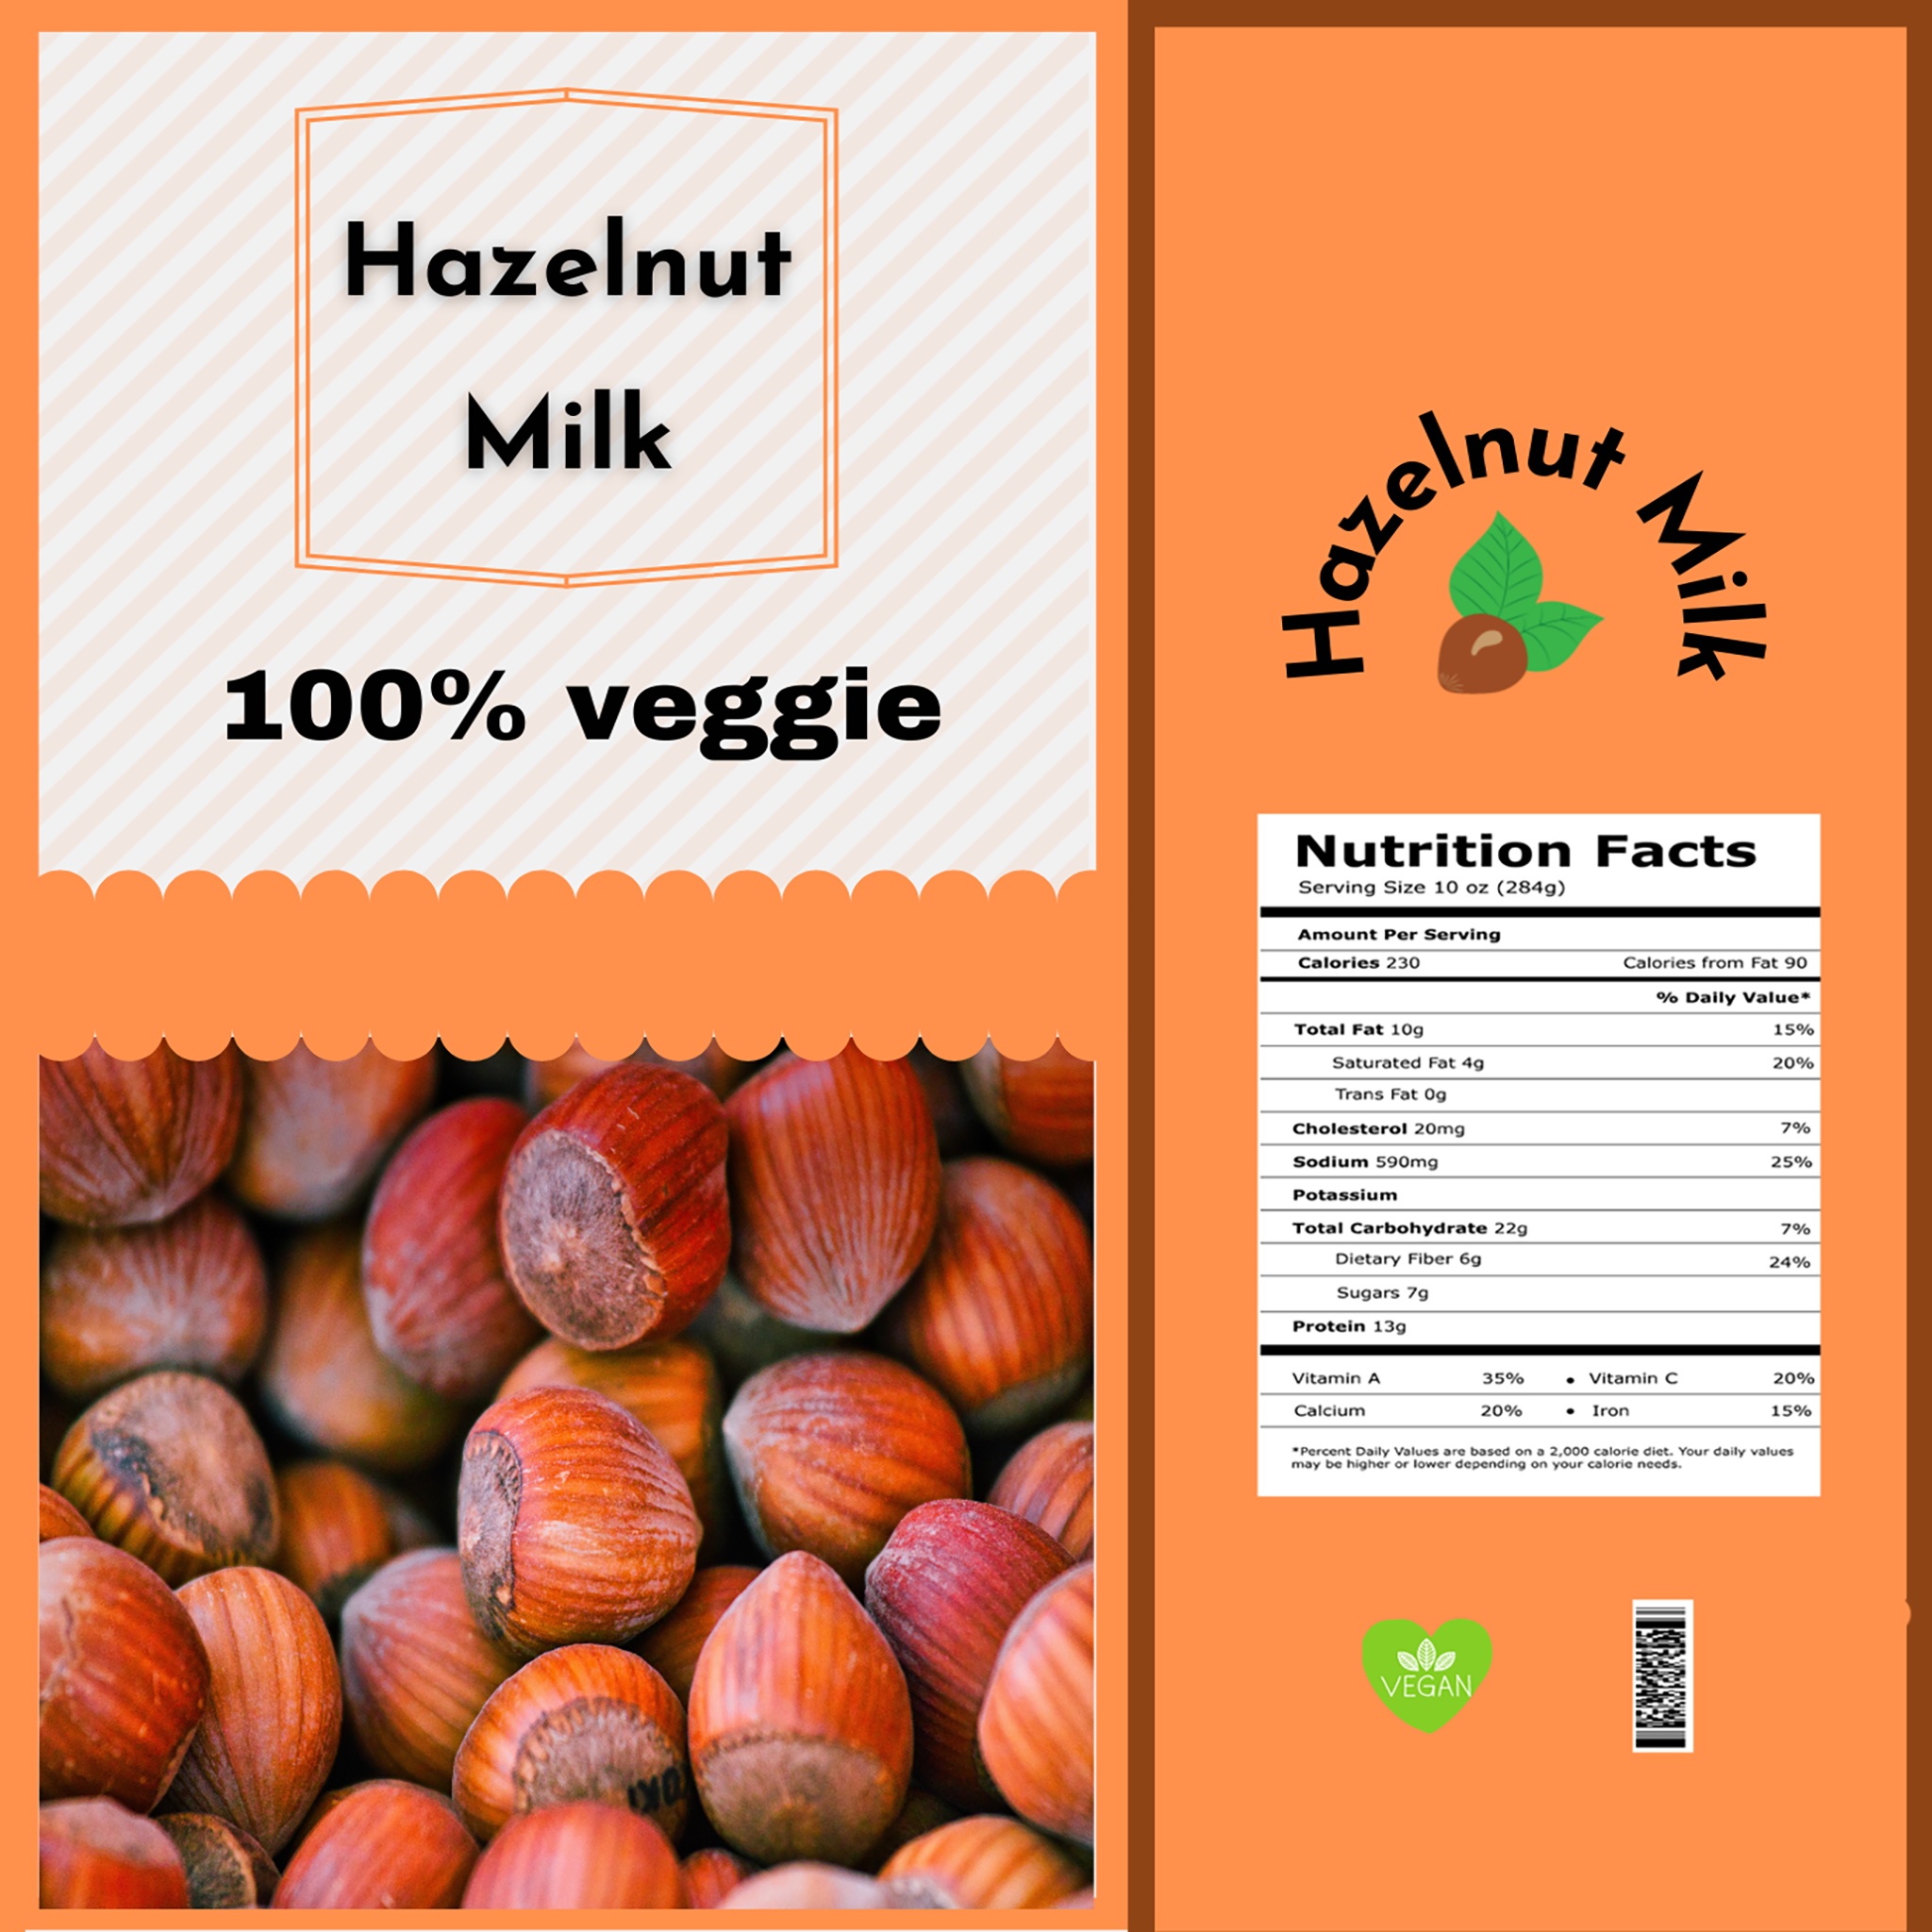 Hazelnut
Milk
100% veggie
Hazelnut Milk
Nutrition Facts
Serving Size 10 oz (284g)
Amount Per Serving
Calories 230 Calories from Fat 90
% Daily Value*
Total Fat 10g 15%
Saturated Fat 4g 20%
Trans Fat 0g
Cholesterol 20mg 7%
Sodium 590mg 25%
Potassium
Total Carbohydrate 22g 7%
Dietary Fiber 6g 24%
Sugars 7g
Protein 13g
Vitamin A 35% • Vitamin C 20%
Calcium 20% • Iron 15%
*Percent Daily Values are based on a 2,000 calorie diet. Your daily values
may be higher or lower depending on your calorie needs.
VEGAN